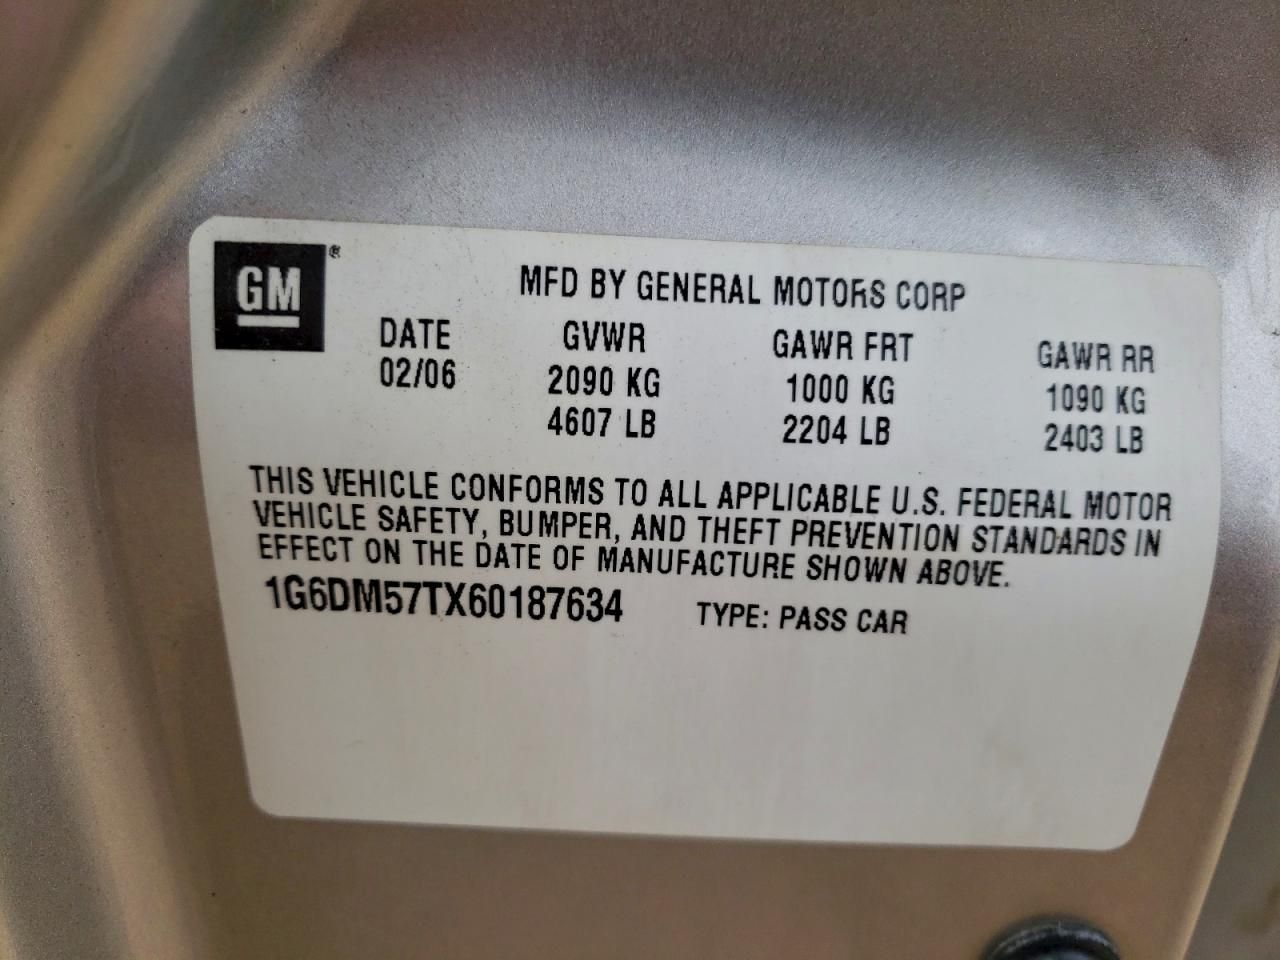 GM ®
MFD BY GENERAL MOTORS CORP
DATE GVWR GAWR FRT GAWR RR
02/06 2090 KG 1000 KG 1090 KG
4607 LB 2204 LB 2403 LB
THIS VEHICLE CONFORMS TO ALL APPLICABLE U.S. FEDERAL MOTOR
VEHICLE SAFETY, BUMPER, AND THEFT PREVENTION STANDARDS IN
EFFECT ON THE DATE OF MANUFACTURE SHOWN ABOVE.
1G6DM57TX60187634 TYPE: PASS CAR